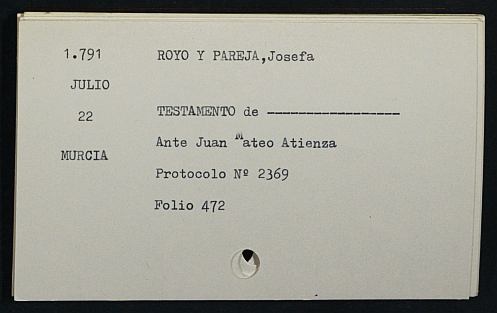 1.791 ROYO Y PAREJA,Josefa
JULIO
22 TESTAMENTO de -----------------
Ante Juan Mateo Atienza
MURCIA
Protocolo Nº 2369
Folio 472